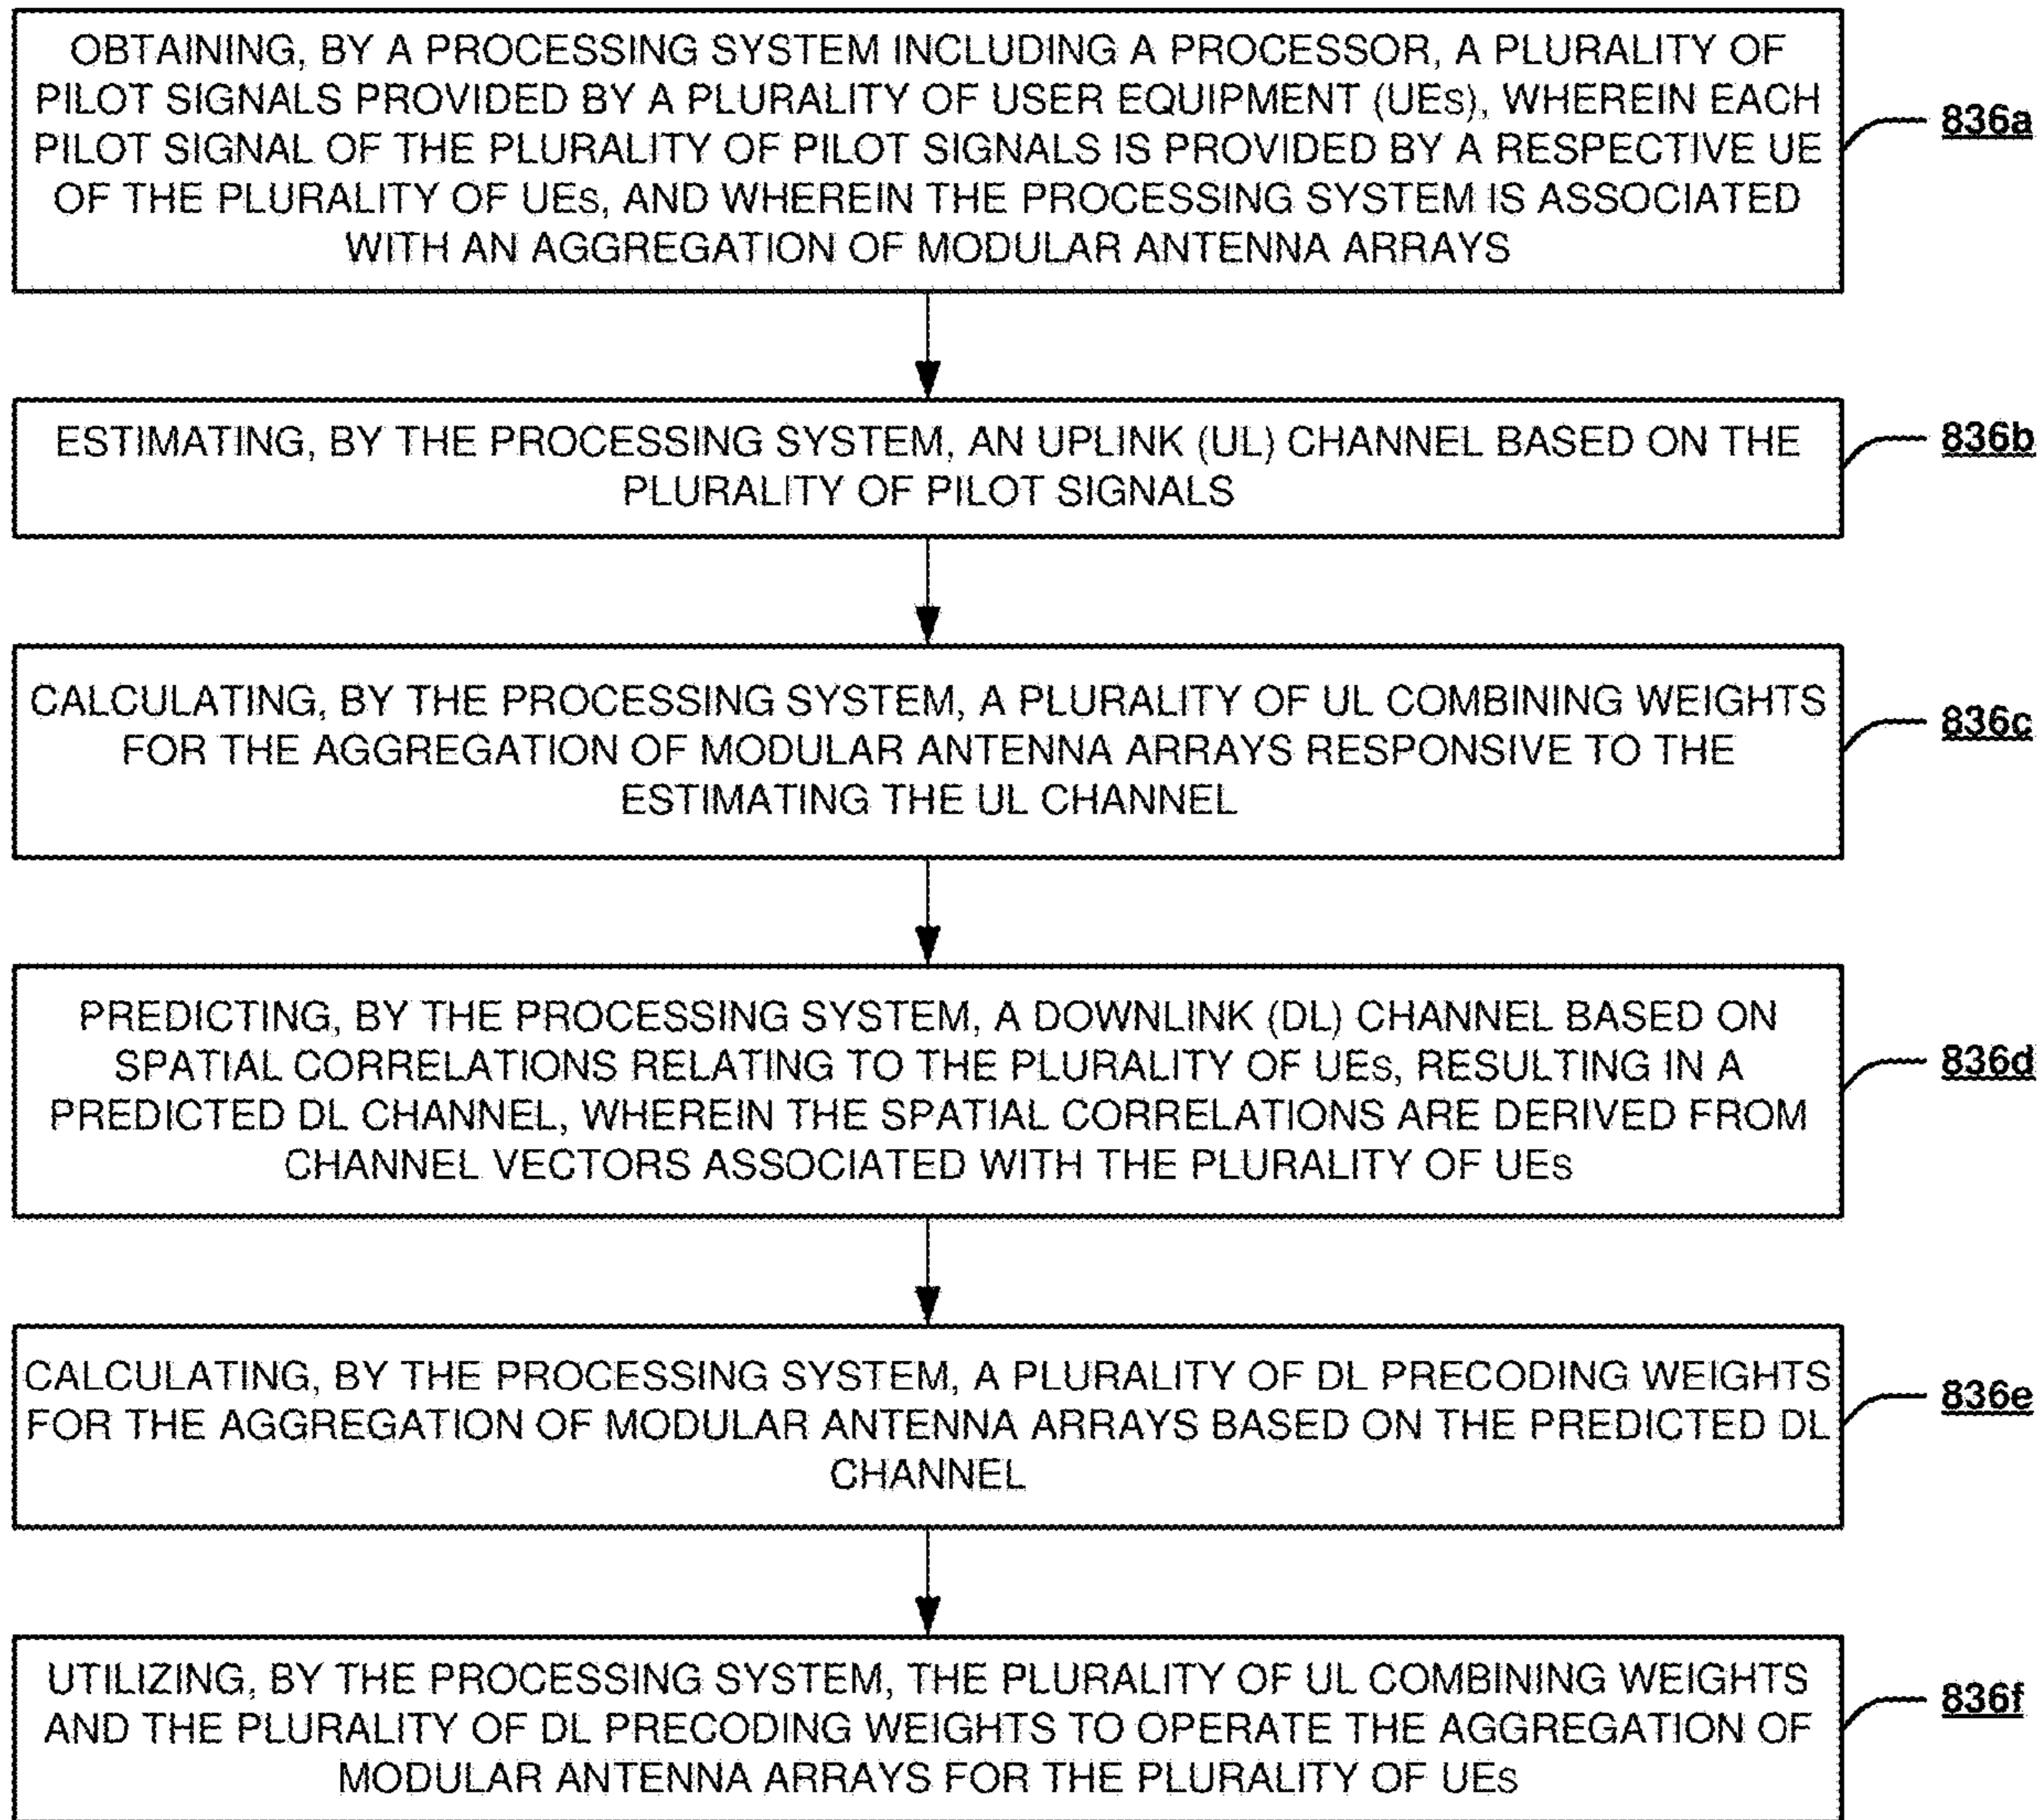 OBTAINING, BY A PROCESSING SYSTEM INCLUDING A PROCESSOR, A PLURALITY OF
PILOT SIGNALS PROVIDED BY A PLURALITY OF USER EQUIPMENT (UEs), WHEREIN EACH
PILOT SIGNAL OF THE PLURALITY OF PILOT SIGNALS IS PROVIDED BY A RESPECTIVE UE
OF THE PLURALITY OF UEs, AND WHEREIN THE PROCESSING SYSTEM IS ASSOCIATED
WITH AN AGGREGATION OF MODULAR ANTENNA ARRAYS
836a
ESTIMATING, BY THE PROCESSING SYSTEM, AN UPLINK (UL) CHANNEL BASED ON THE
PLURALITY OF PILOT SIGNALS
836b
CALCULATING, BY THE PROCESSING SYSTEM, A PLURALITY OF UL COMBINING WEIGHTS
FOR THE AGGREGATION OF MODULAR ANTENNA ARRAYS RESPONSIVE TO THE
ESTIMATING THE UL CHANNEL
836c
PREDICTING, BY THE PROCESSING SYSTEM, A DOWNLINK (DL) CHANNEL BASED ON
SPATIAL CORRELATIONS RELATING TO THE PLURALITY OF UEs, RESULTING IN A
PREDICTED DL CHANNEL, WHEREIN THE SPATIAL CORRELATIONS ARE DERIVED FROM
CHANNEL VECTORS ASSOCIATED WITH THE PLURALITY OF UEs
836d
CALCULATING, BY THE PROCESSING SYSTEM, A PLURALITY OF DL PRECODING WEIGHTS
FOR THE AGGREGATION OF MODULAR ANTENNA ARRAYS BASED ON THE PREDICTED DL
CHANNEL
836e
UTILIZING, BY THE PROCESSING SYSTEM, THE PLURALITY OF UL COMBINING WEIGHTS
AND THE PLURALITY OF DL PRECODING WEIGHTS TO OPERATE THE AGGREGATION OF
MODULAR ANTENNA ARRAYS FOR THE PLURALITY OF UEs
836f